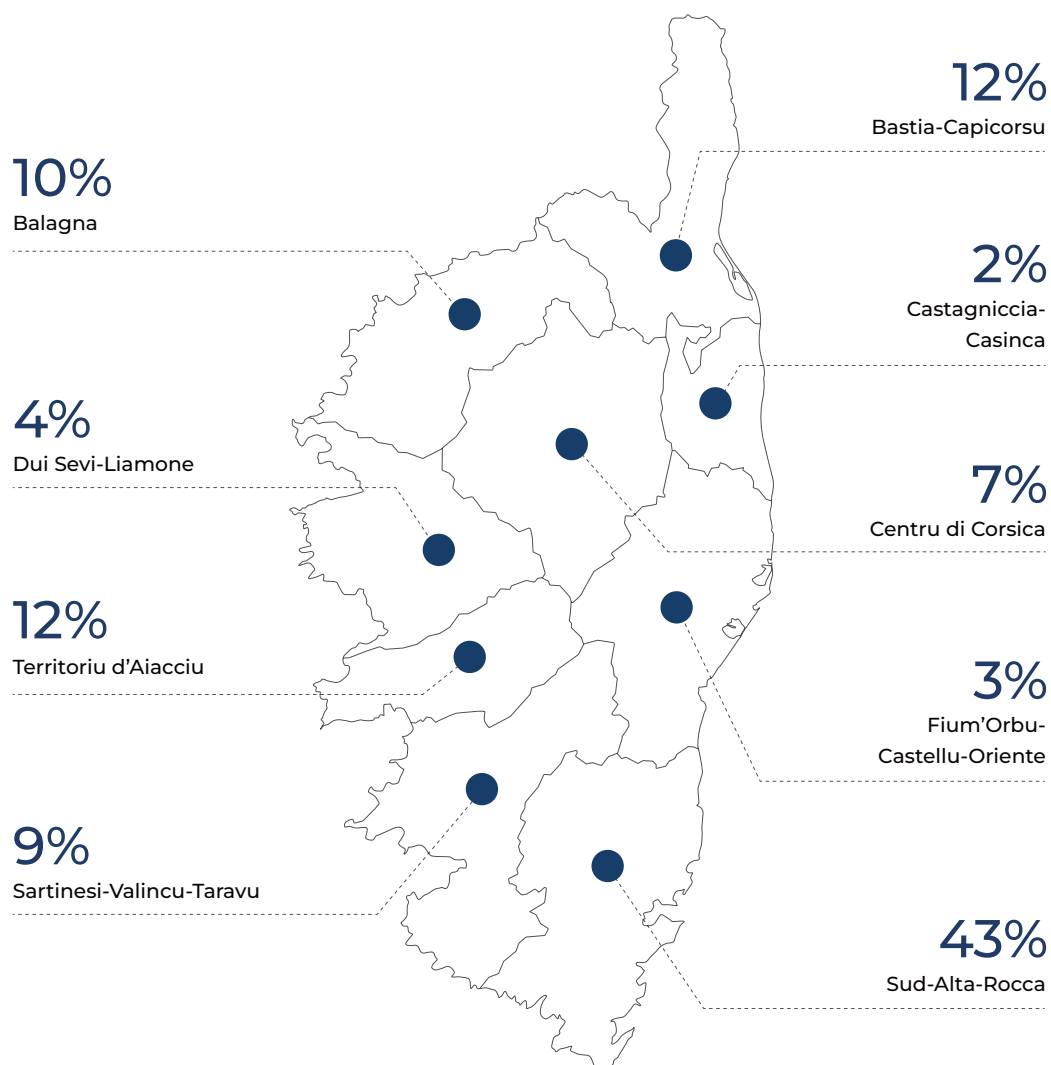 12%
Bastia-Capicorsu
10%
Balagna
2%
Castagniccia-
Casinca
4%
Dui Sevi-Liamone
7%
Centru di Corsica
12%
Territoriu d’Aiacciu
3%
Fium’Orbu-
Castellu-Oriente
9%
Sartinesi-Valincu-Taravu
43%
Sud-Alta-Rocca